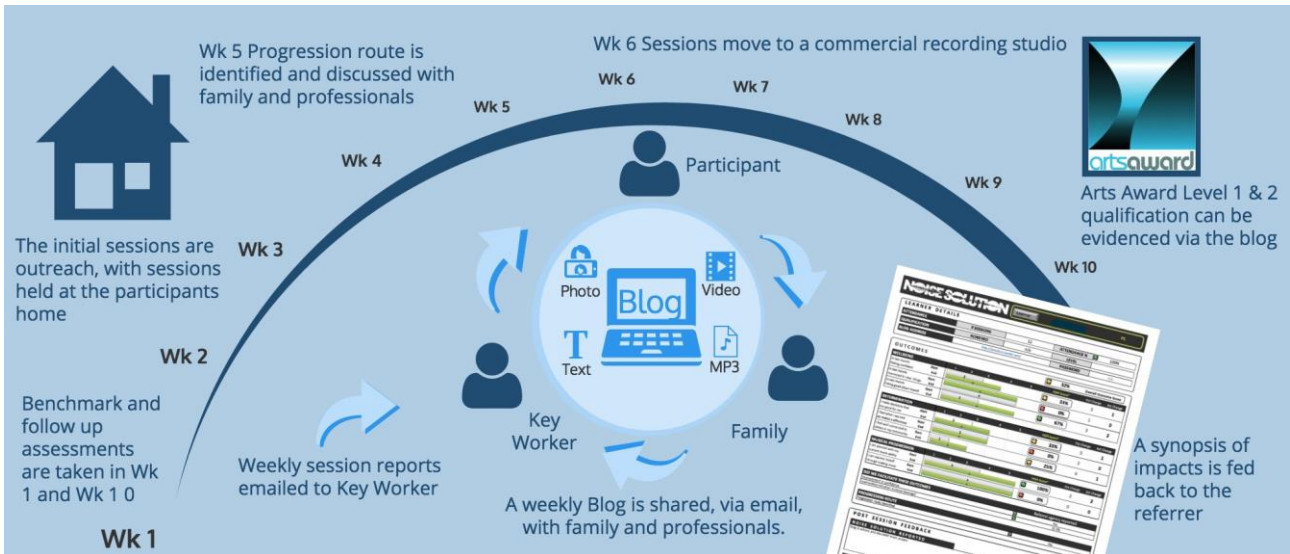 Wk 5 Progression route is
identified and discussed with
family and professionals
Wk 6 Sessions move to a commercial recording studio
Wk 6
Wk 7
Wk 5
Wk 8
Wk 4
Participant
Wk 9
artsaward
Arts Award Level 1 & 2
qualification can be
evidenced via the blog
Wk 3
The initial sessions are
outreach, with sessions
held at the participants
home
Wk 10
Photo
Blog
Video
T
Text
MP3
Wk 2
Benchmark and
follow up
assessments
are taken in Wk
1 and Wk 1 0
Key
Worker
Family
Weekly session reports
emailed to Key Worker
A weekly Blog is shared, via email,
with family and professionals.
Wk 1
NOISE SOLUTION
LEARNER DETAILS
OUTCOMES
POST SESSION FEEDBACK
A synopsis of
impacts is fed
back to the
referrer